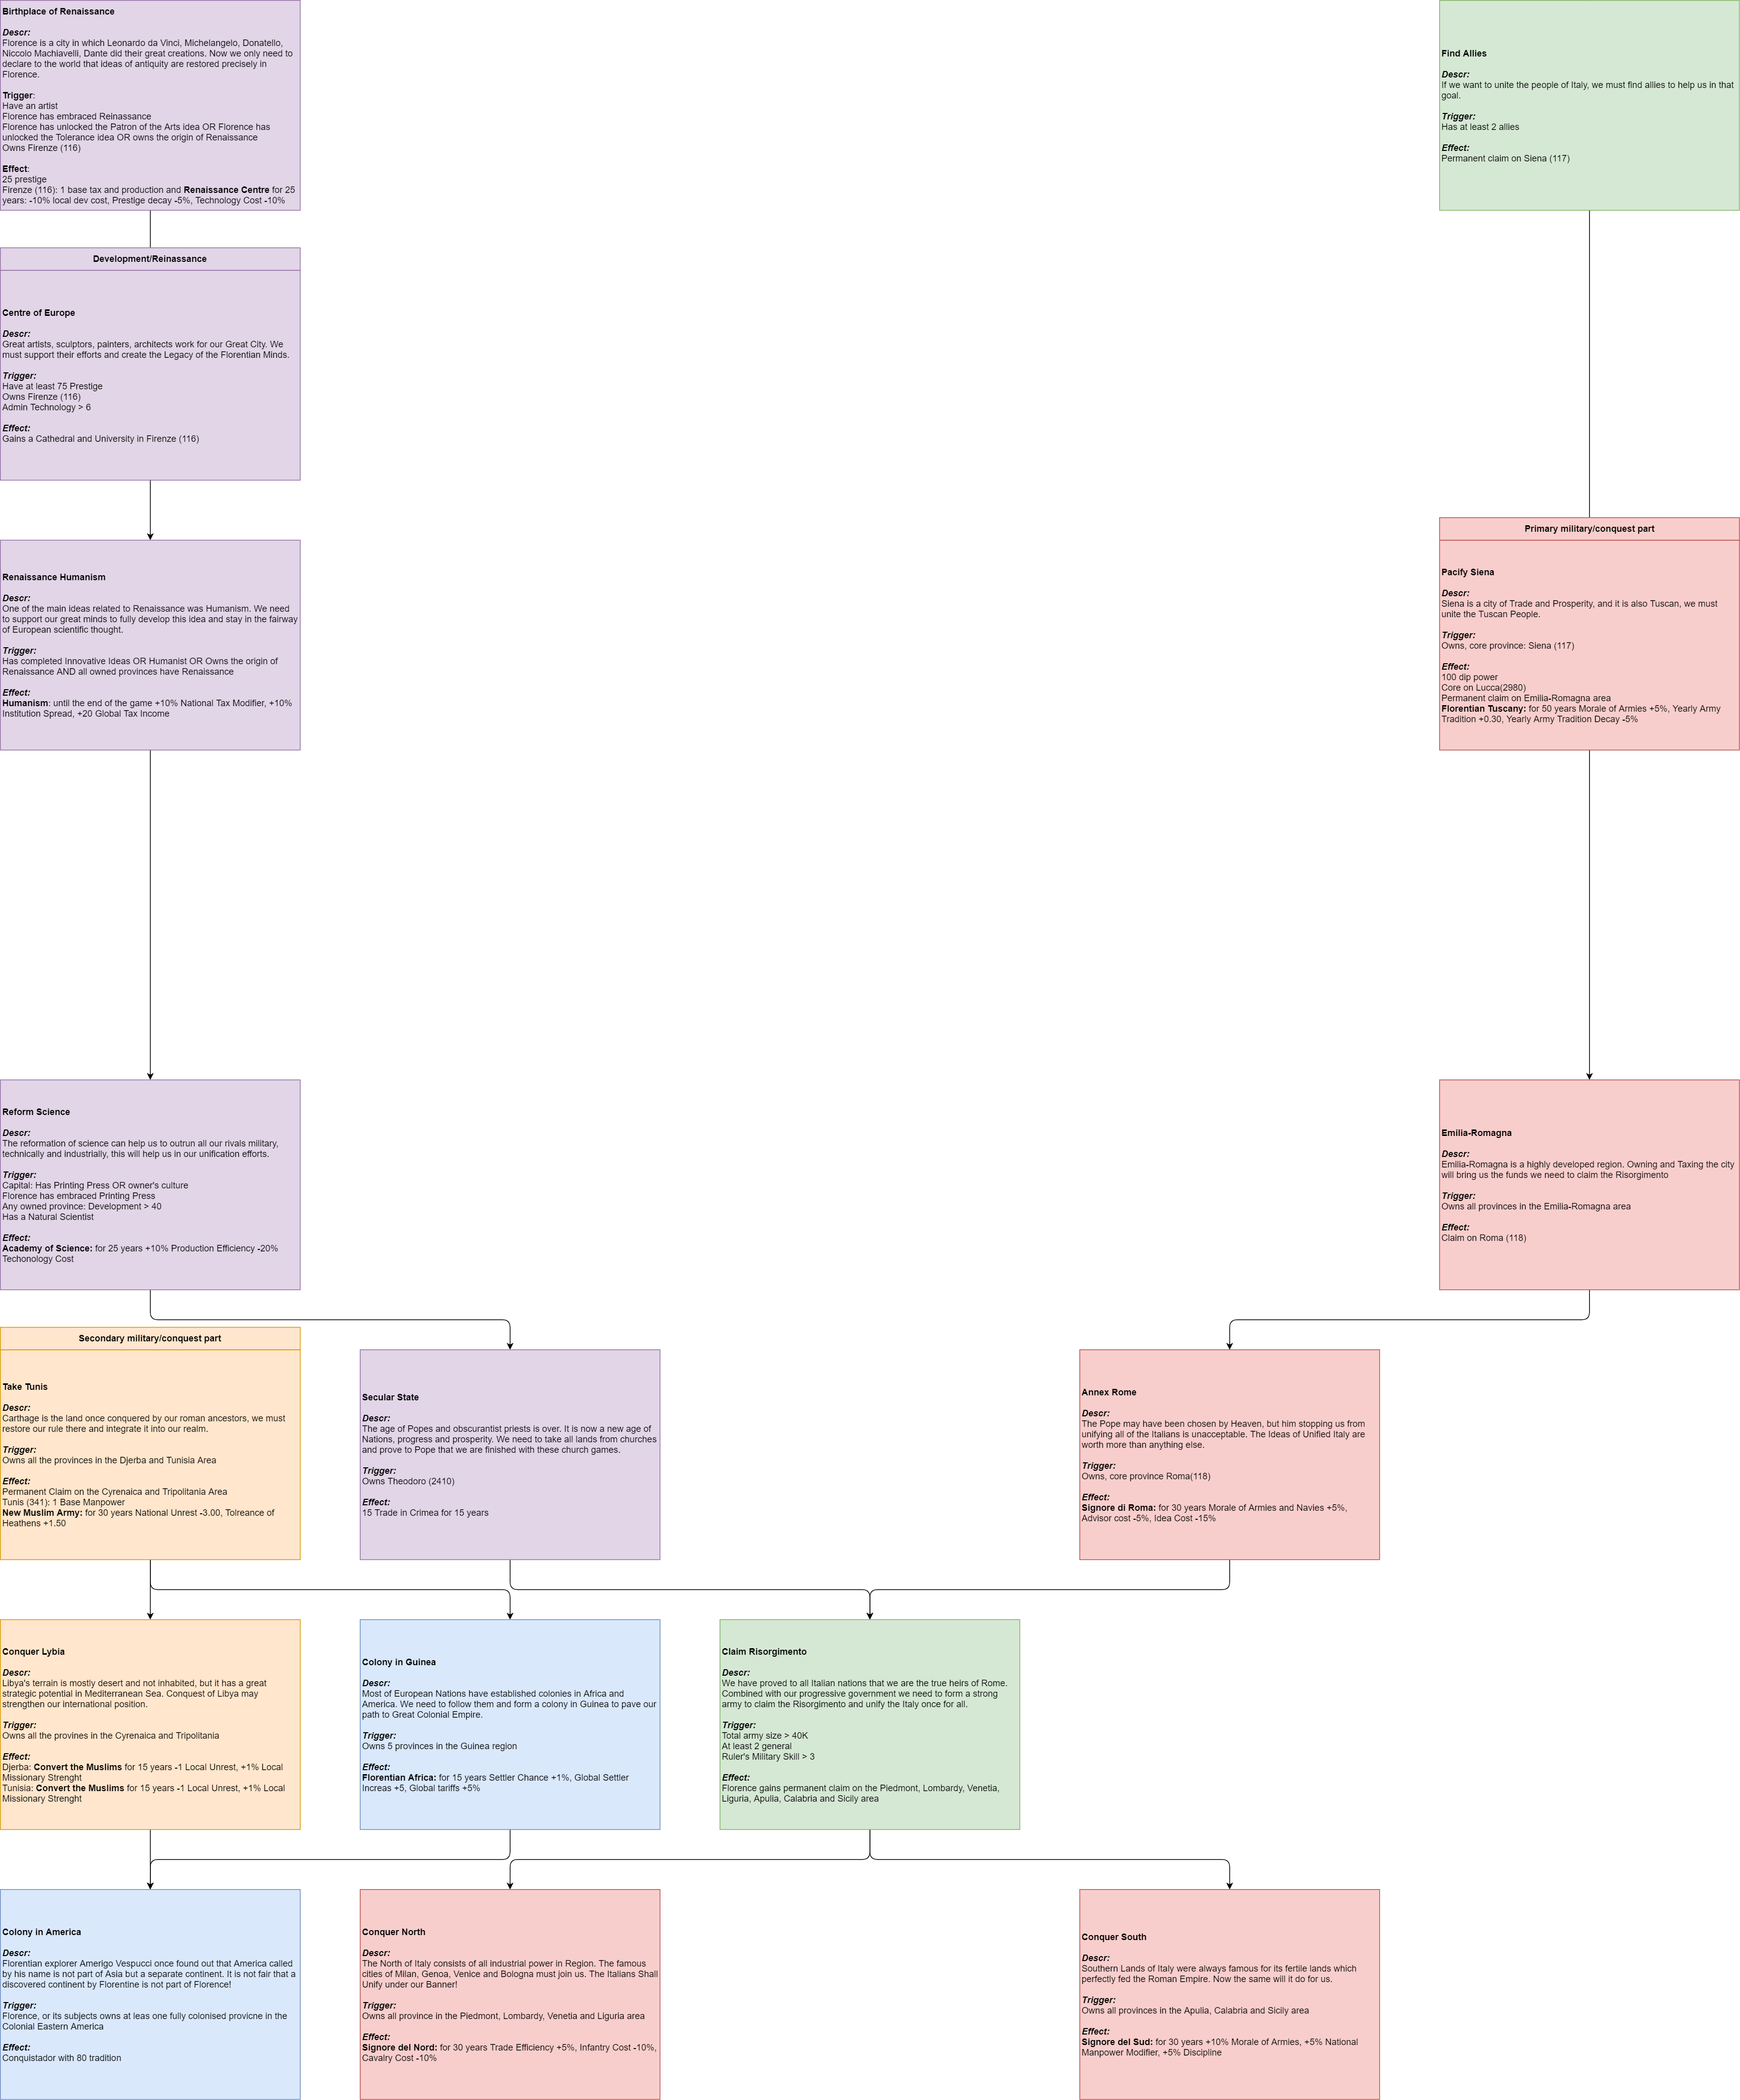 Birthplace of Renaissance
Descr:
Florence is a city in which Leonardo da Vinci, Michelangelo, Donatello,
Niccolo Machiavelli, Dante did their great creations. Now we only need to
declare to the world that ideas of antiquity are restored precisely in
Florence.
Trigger:
Have an artist
Florence has embraced Reinassance
Florence has unlocked the Patron of the Arts idea OR Florence has
unlocked the Tolerance idea OR owns the origin of Renaissance
Owns Firenze (116)
Effect:
25 prestige
Firenze (116): 1 base tax and production and Renaissance Centre for 25
years: -10% local dev cost, Prestige decay -5%, Technology Cost -10%
Find Allies
Descr:
If we want to unite the people of Italy, we must find allies to help us in that
goal.
Trigger:
Has at least 2 allies
Effect:
Permanent claim on Siena (117)
Development/Reinassance
Centre of Europe
Descr:
Great artists, sculptors, painters, architects work for our Great City. We
must support their efforts and create the Legacy of the Florentian Minds.
Trigger:
Have at least 75 Prestige
Owns Firenze (116)
Admin Technology > 6
Effect:
Gains a Cathedral and University in Firenze (116)
Renaissance Humanism
Descr:
One of the main ideas related to Renaissance was Humanism. We need
to support our great minds to fully develop this idea and stay in the fairway
of European scientific thought.
Trigger:
Has completed Innovative Ideas OR Humanist OR Owns the origin of
Renaissance AND all owned provinces have Renaissance
Effect:
Humanism: until the end of the game +10% National Tax Modifier, +10%
Institution Spread, +20 Global Tax Income
Primary military/conquest part
Pacify Siena
Descr:
Siena is a city of Trade and Prosperity, and it is also Tuscan, we must
unite the Tuscan People.
Trigger:
Owns, core province: Siena (117)
Effect:
100 dip power
Core on Lucca(2980)
Permanent claim on Emilia-Romagna area
Florentian Tuscany: for 50 years Morale of Armies +5%, Yearly Army
Tradition +0.30, Yearly Army Tradition Decay -5%
Reform Science
Descr:
The reformation of science can help us to outrun all our rivals military,
technically and industrially, this will help us in our unification efforts.
Trigger:
Capital: Has Printing Press OR owner's culture
Florence has embraced Printing Press
Any owned province: Development > 40
Has a Natural Scientist
Effect:
Academy of Science: for 25 years +10% Production Efficiency -20%
Techonology Cost
Emilia-Romagna
Descr:
Emilia-Romagna is a highly developed region. Owning and Taxing the city
will bring us the funds we need to claim the Risorgimento
Trigger:
Owns all provinces in the Emilia-Romagna area
Effect:
Claim on Roma (118)
Secondary military/conquest part
Take Tunis
Descr:
Carthage is the land once conquered by our roman ancestors, we must
restore our rule there and integrate it into our realm.
Trigger:
Owns all the provinces in the Djerba and Tunisia Area
Effect:
Permanent Claim on the Cyrenaica and Tripolitania Area
Tunis (341): 1 Base Manpower
New Muslim Army: for 30 years National Unrest -3.00, Tolreance of
Heathens +1.50
Secular State
Descr:
The age of Popes and obscurantist priests is over. It is now a new age of
Nations, progress and prosperity. We need to take all lands from churches
and prove to Pope that we are finished with these church games.
Trigger:
Owns Theodoro (2410)
Effect:
15 Trade in Crimea for 15 years
Annex Rome
Descr:
The Pope may have been chosen by Heaven, but him stopping us from
unifying all of the Italians is unacceptable. The Ideas of Unified Italy are
worth more than anything else.
Trigger:
Owns, core province Roma(118)
Effect:
Signore di Roma: for 30 years Morale of Armies and Navies +5%,
Advisor cost -5%, Idea Cost -15%
Conquer Lybia
Descr:
Libya's terrain is mostly desert and not inhabited, but it has a great
strategic potential in Mediterranean Sea. Conquest of Libya may
strengthen our international position.
Trigger:
Owns all the provines in the Cyrenaica and Tripolitania
Effect:
Djerba: Convert the Muslims for 15 years -1 Local Unrest, +1% Local
Missionary Strenght
Tunisia: Convert the Muslims for 15 years -1 Local Unrest, +1% Local
Missionary Strenght
Colony in Guinea
Descr:
Most of European Nations have established colonies in Africa and
America. We need to follow them and form a colony in Guinea to pave our
path to Great Colonial Empire.
Trigger:
Owns 5 provinces in the Guinea region
Effect:
Florentian Africa: for 15 years Settler Chance +1%, Global Settler
Increas +5, Global tariffs +5%
Claim Risorgimento
Descr:
We have proved to all Italian nations that we are the true heirs of Rome.
Combined with our progressive government we need to form a strong
army to claim the Risorgimento and unify the Italy once for all.
Trigger:
Total army size > 40K
At least 2 general
Ruler's Military Skill > 3
Effect:
Florence gains permanent claim on the Piedmont, Lombardy, Venetia,
Liguria, Apulia, Calabria and Sicily area
Colony in America
Descr:
Florentian explorer Amerigo Vespucci once found out that America called
by his name is not part of Asia but a separate continent. It is not fair that a
discovered continent by Florentine is not part of Florence!
Trigger:
Florence, or its subjects owns at leas one fully colonised provicne in the
Colonial Eastern America
Effect:
Conquistador with 80 tradition
Conquer North
Descr:
The North of Italy consists of all industrial power in Region. The famous
cities of Milan, Genoa, Venice and Bologna must join us. The Italians Shall
Unify under our Banner!
Trigger:
Owns all province in the Piedmont, Lombardy, Venetia and Liguria area
Effect:
Signore del Nord: for 30 years Trade Efficiency +5%, Infantry Cost -10%,
Cavalry Cost -10%
Conquer South
Descr:
Southern Lands of Italy were always famous for its fertile lands which
perfectly fed the Roman Empire. Now the same will it do for us.
Trigger:
Owns all provinces in the Apulia, Calabria and Sicily area
Effect:
Signore del Sud: for 30 years +10% Morale of Armies, +5% National
Manpower Modifier, +5% Discipline